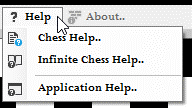 ? Help About..
Chess Help..
Infinite Chess Help..
Application Help..